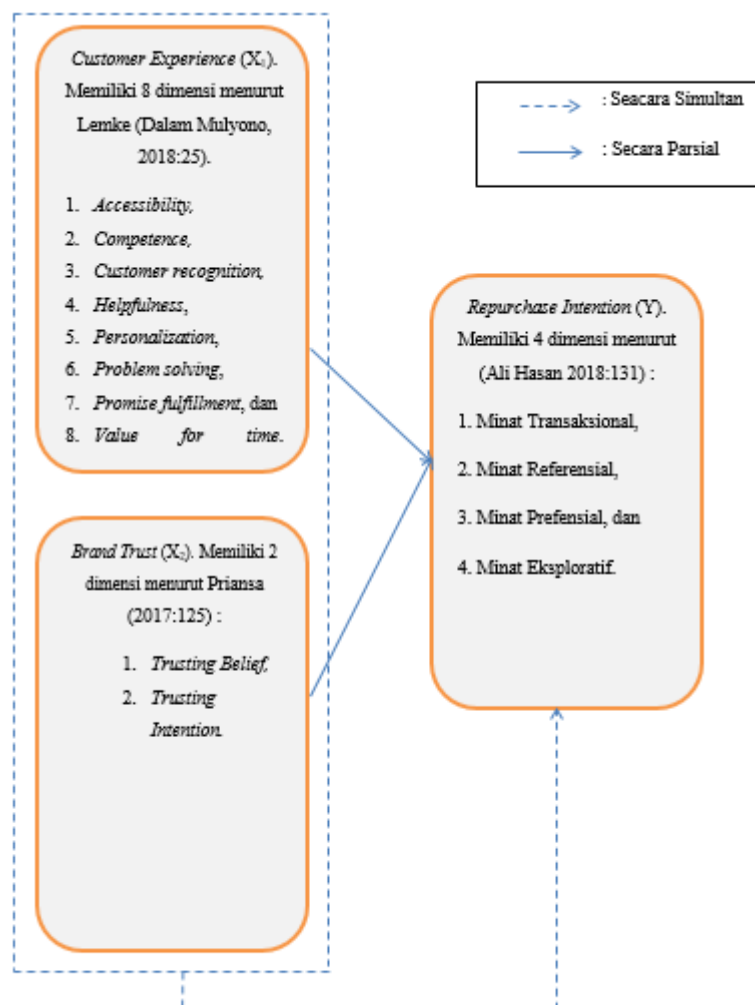 Customer Experience (X₁).
Memiliki 8 dimensi menurut
Lemke (Dalam Mulyono,
2018:25).
1. Accessibility,
2. Competence,
3. Customer recognition,
4. Helpfulness,
5. Personalization,
6. Problem solving,
7. Promise fulfillment, dan
8. Value for time.
Brand Trust (X₂). Memiliki 2
dimensi menurut Priansa
(2017:125) :
1. Trusting Belief,
2. Trusting
Intention.
: Seacara Simultan
: Secara Parsial
Repurchase Intention (Y).
Memiliki 4 dimensi menurut
(Ali Hasan 2018:131) :
1. Minat Transaksional,
2. Minat Referensial,
3. Minat Prefensial, dan
4. Minat Eksploratif.